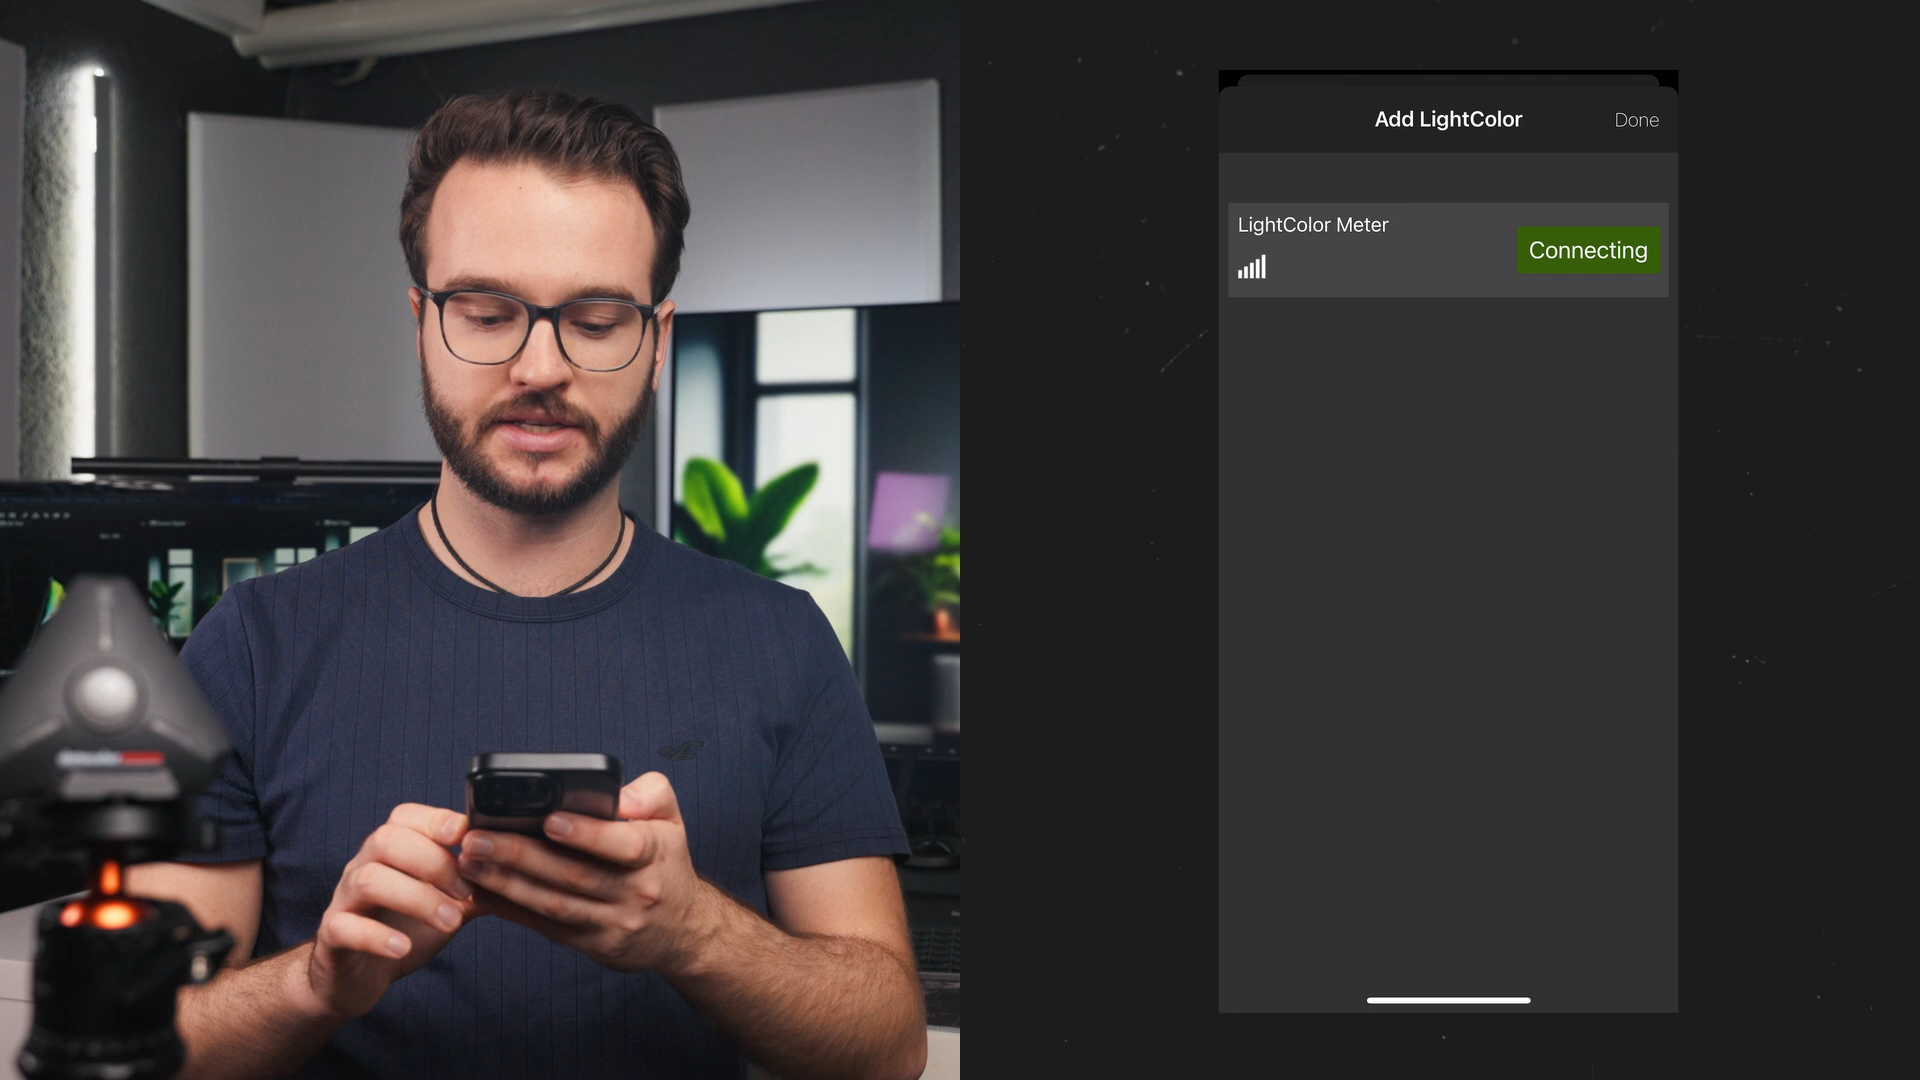 Add LightColor
Done
LightColor Meter
Connecting